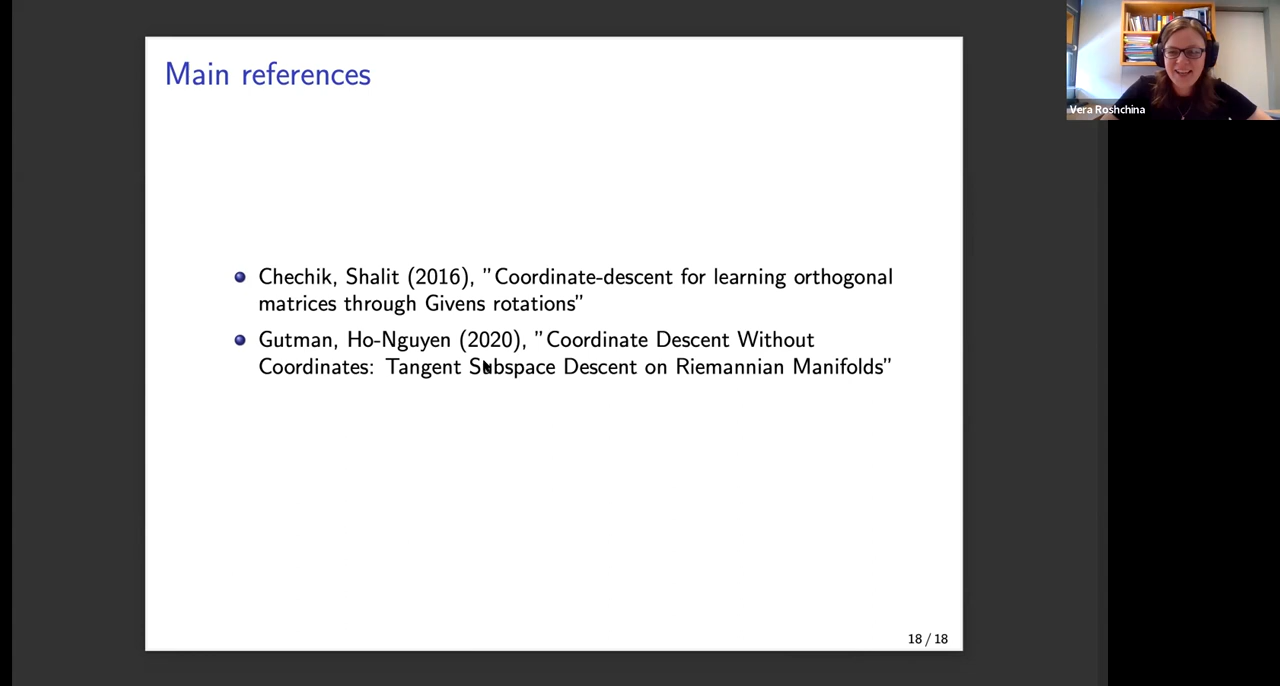 Main references
Chechik, Shalit (2016), ”Coordinate-descent for learning orthogonal
matrices through Givens rotations”
Gutman, Ho-Nguyen (2020), ”Coordinate Descent Without
Coordinates: Tangent Subspace Descent on Riemannian Manifolds”
18 / 18
Vera Roshchina